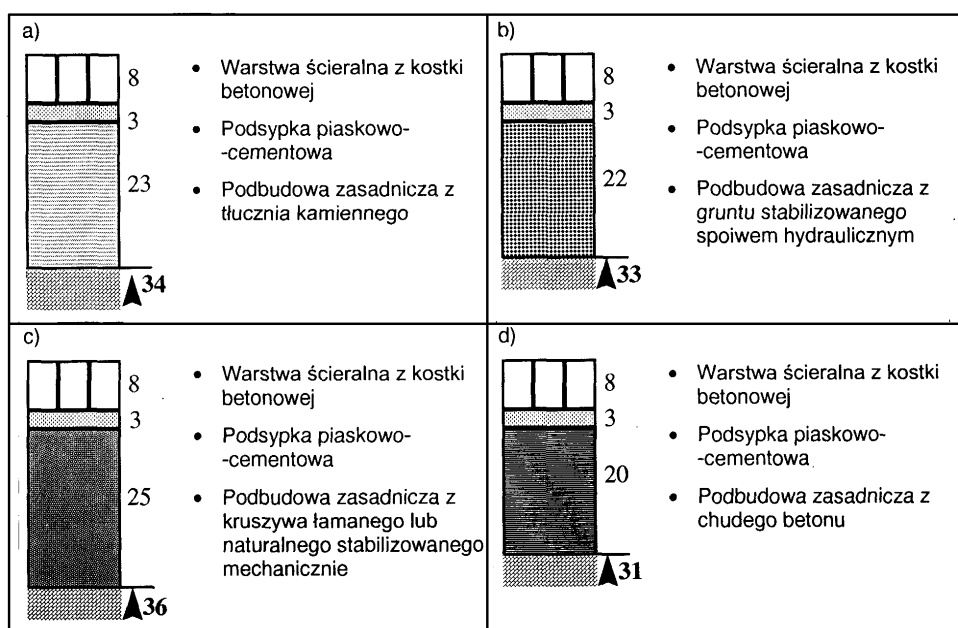 a)
8
3
23
34
• Warstwa ścieralna z kostki
betonowej
• Podsypka piaskowo-
-cementowa
• Podbudowa zasadnicza z
tłucznia kamiennego
b)
8
3
22
33
• Warstwa ścieralna z kostki
betonowej
• Podsypka piaskowo-
-cementowa
• Podbudowa zasadnicza z
gruntu stabilizowanego
spoiwem hydraulicznym
c)
8
3
25
36
• Warstwa ścieralna z kostki
betonowej
• Podsypka piaskowo-
-cementowa
• Podbudowa zasadnicza z
kruszywa łamanego lub
naturalnego stabilizowanego
mechanicznie
d)
8
3
20
31
• Warstwa ścieralna z kostki
betonowej
• Podsypka piaskowo-
-cementowa
• Podbudowa zasadnicza z
chudego betonu